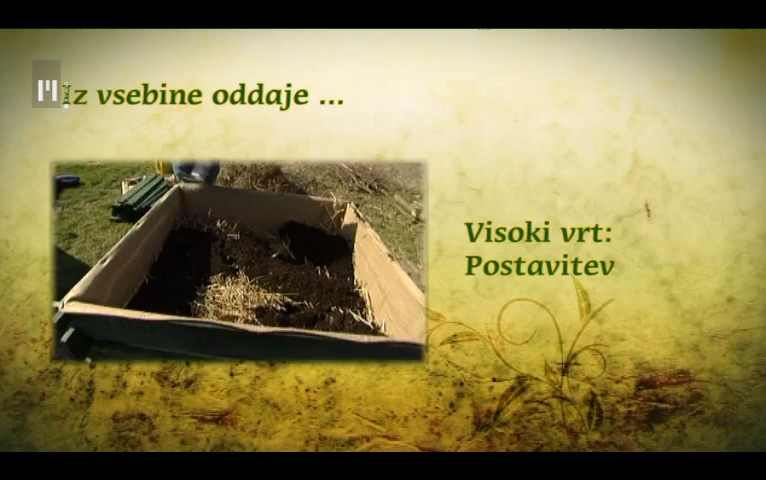 iz vsebine oddaje ...
Visoki vrt:
Postavitev